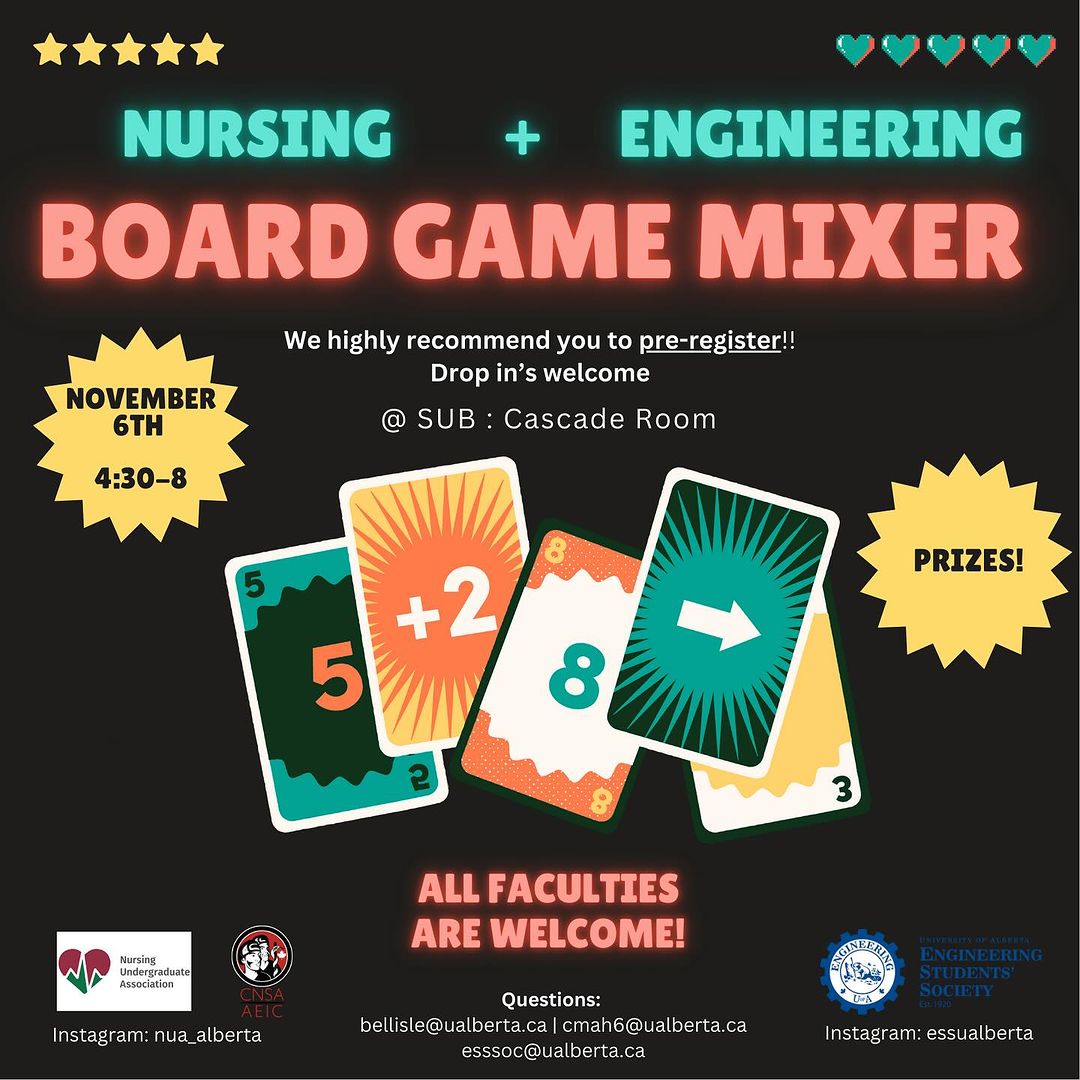 NURSING + ENGINEERING
BOARD GAME MIXER
We highly recommend you to pre-register!!
Drop in’s welcome
@ SUB : Cascade Room
NOVEMBER
6TH
4:30–8
PRIZES!
5
5
5
+2
8
8
8
3
ALL FACULTIES
ARE WELCOME!
Nursing
Undergraduate
Association
CNSA
AEIC
Instagram: nua_alberta
Questions:
bellisle@ualberta.ca | cmah6@ualberta.ca
esssoc@ualberta.ca
ENGINEERING
U of A
UNIVERSITY OF ALBERTA
ENGINEERING
STUDENTS'
SOCIETY
Est. 1920
Instagram: essualberta